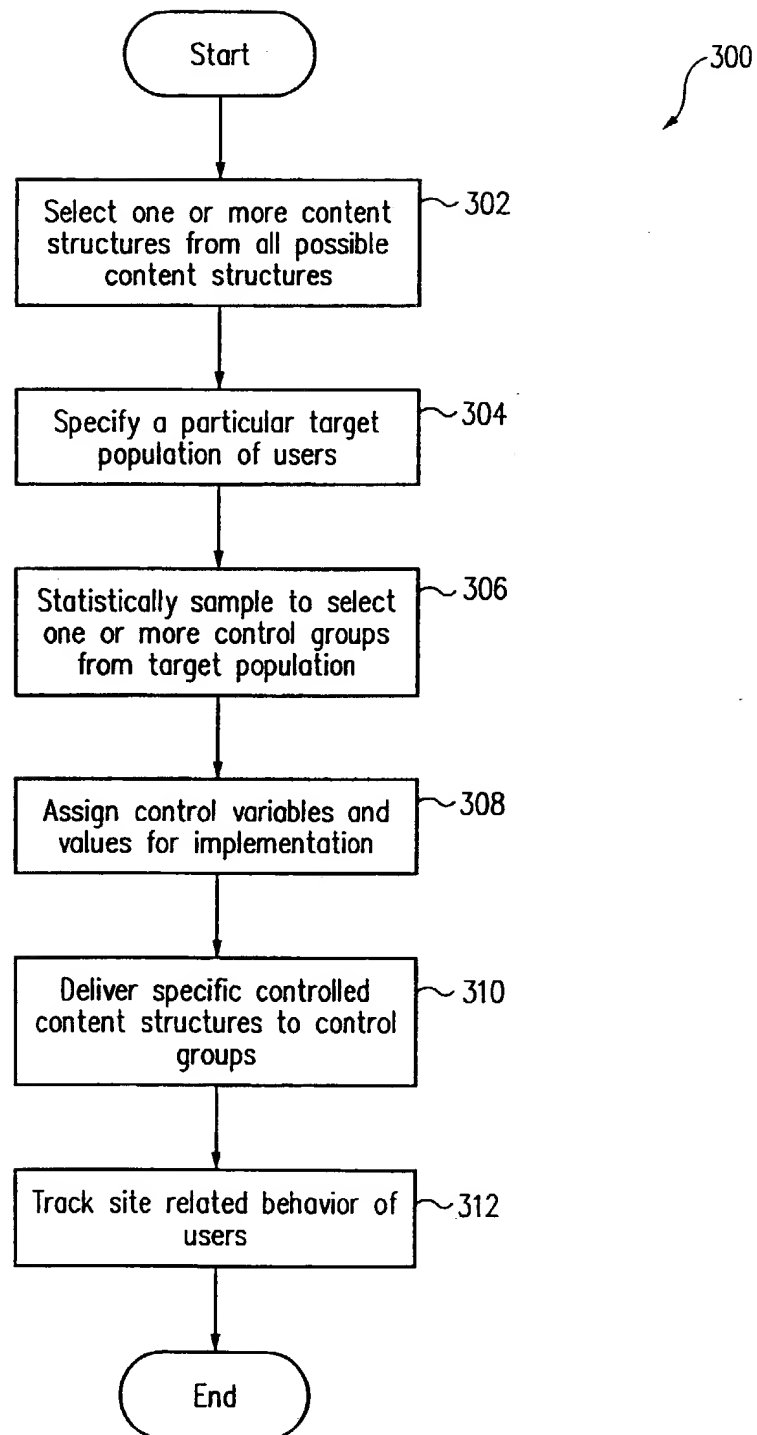 Start
300
Select one or more content
structures from all possible
content structures
302
Specify a particular target
population of users
304
Statistically sample to select
one or more control groups
from target population
306
Assign control variables and
values for implementation
308
Deliver specific controlled
content structures to control
groups
310
Track site related behavior of
users
312
End